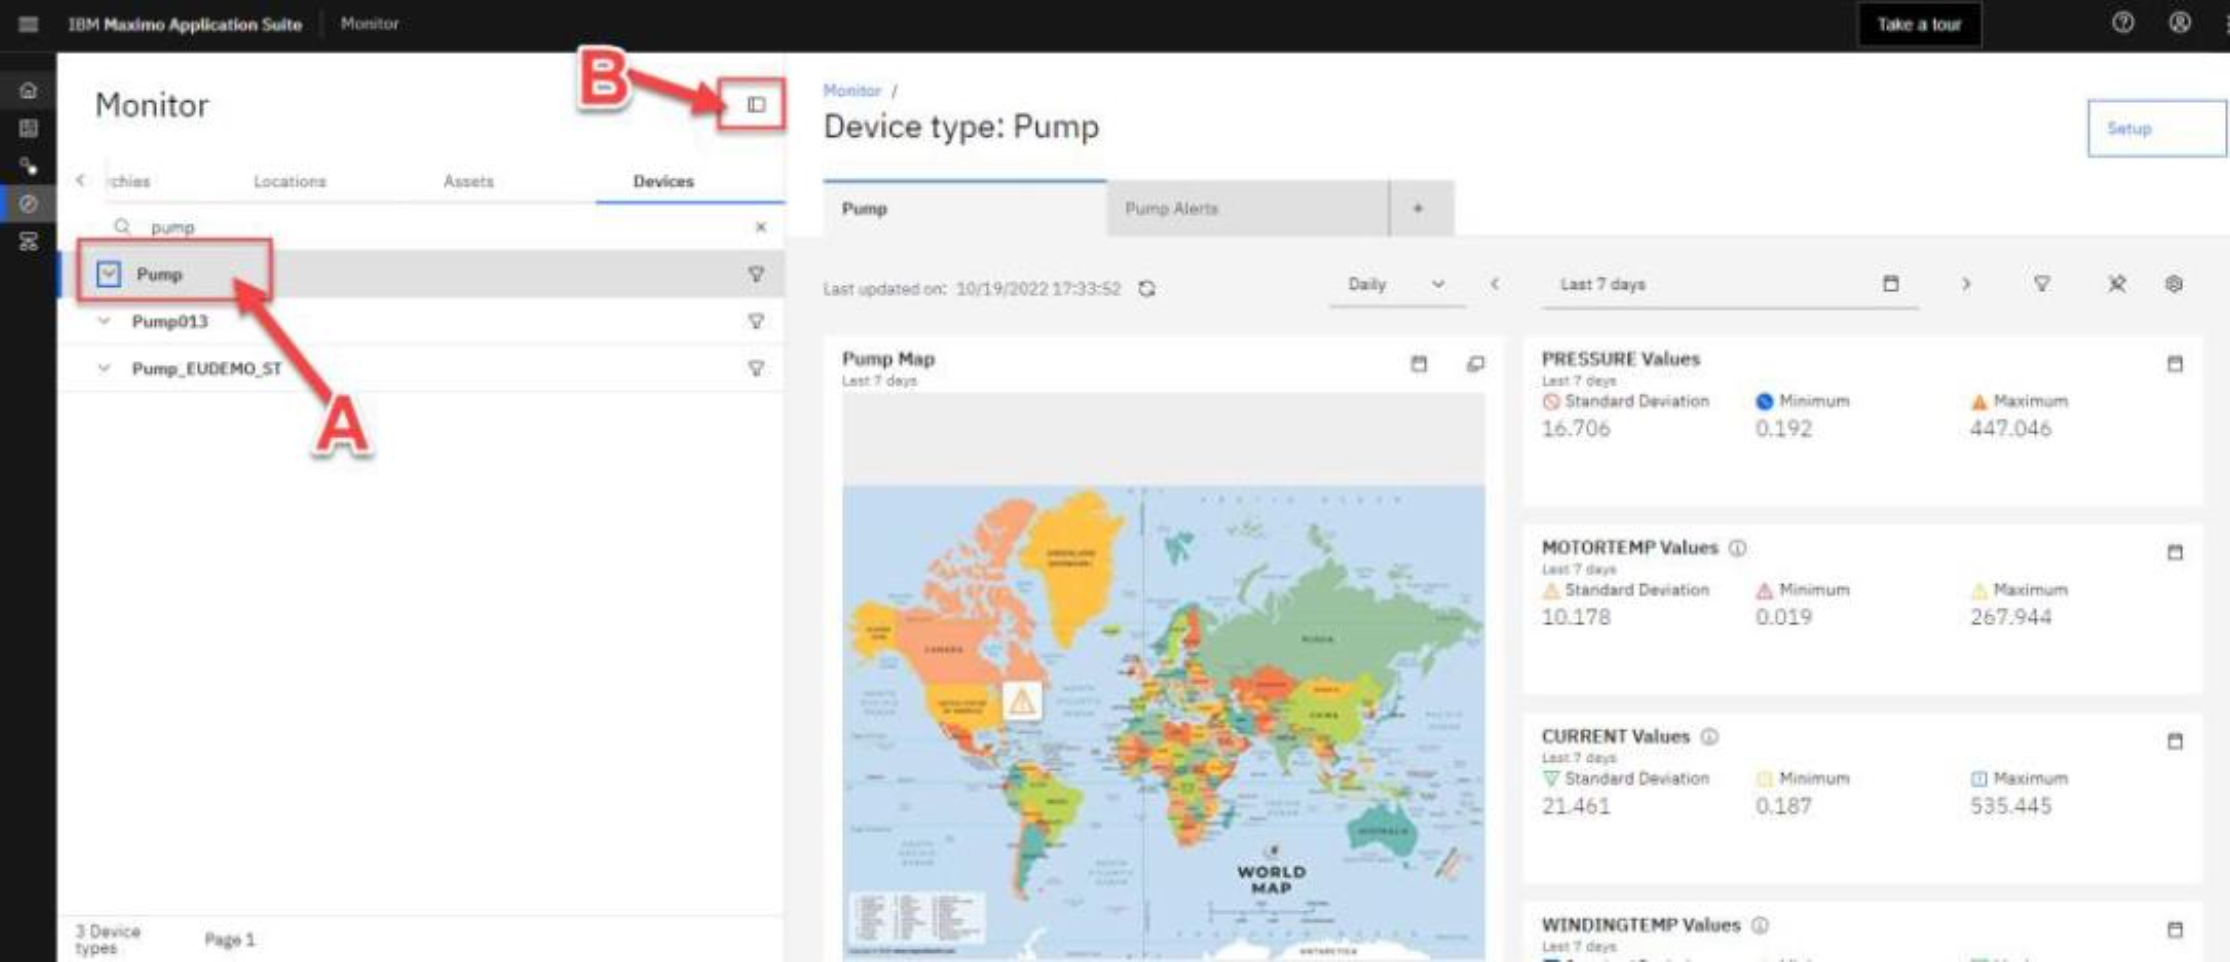 IBM Maximo Application Suite
Monitor
Take a tour
B
Monitor
Monitor /
Device type: Pump
Setup
rchies
Locations
Assets
Devices
pump
Pump
Pump Alerts
+
Pump
Last updated on: 10/19/2022 17:33:52
Daily
Last 7 days
Pump013
Pump_EUDEMO_ST
A
Pump Map
Last 7 days
PRESSURE Values
Last 7 days
Standard Deviation
Minimum
Maximum
16.706
0.192
447.046
MOTORTEMP Values
Last 7 days
Standard Deviation
Minimum
Maximum
10.178
0.019
267.944
CURRENT Values
Last 7 days
Standard Deviation
Minimum
Maximum
21.461
0.187
535.445
WINDINGTEMP Values
Last 7 days
CANADA
RUSSIA
CHINA
AUSTRALIA
WORLD
MAP
ANTARCTICA
3 Device
types
Page 1